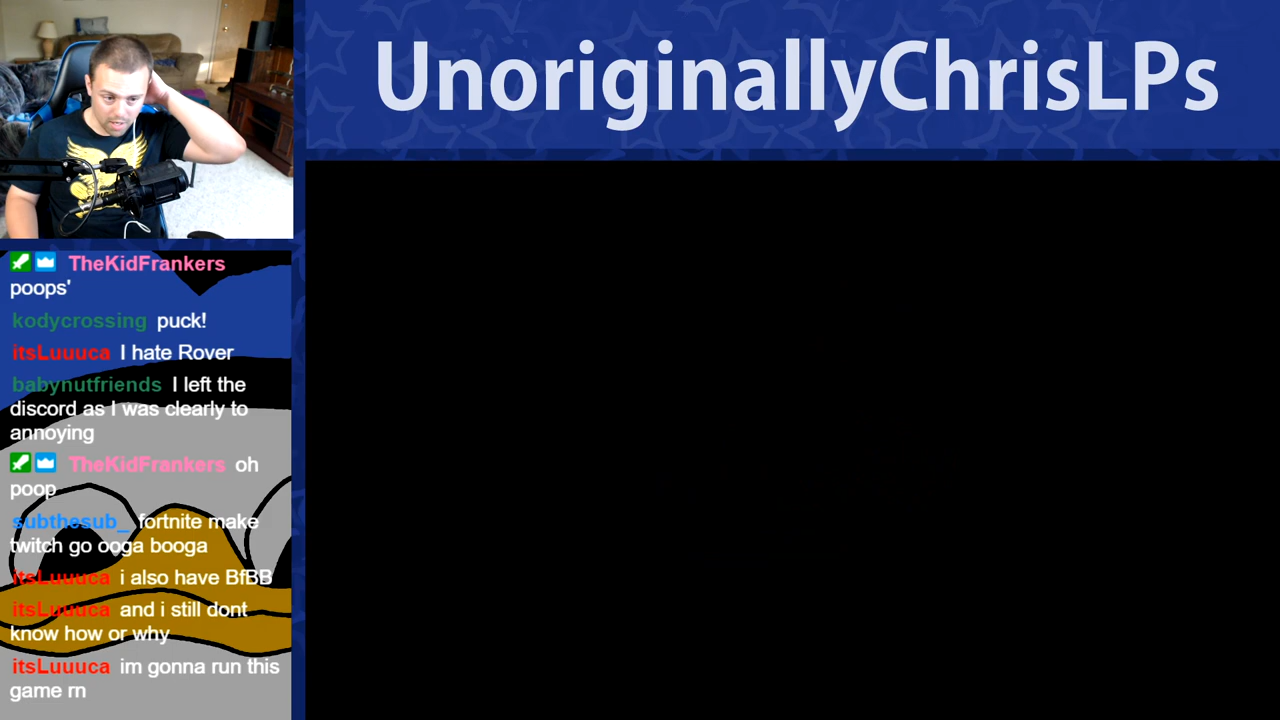 UnoriginallyChrisLPs
TheKidFrankers
poops'
kodycrossing puck!
itsLuuuca I hate Rover
babynutfriends I left the
discord as I was clearly to
annoying
TheKidFrankers oh
poop
subthesub_ fortnite make
twitch go ooga booga
itsLuuuca i also have BfBB
itsLuuuca and i still dont
know how or why
itsLuuuca im gonna run this
game rn